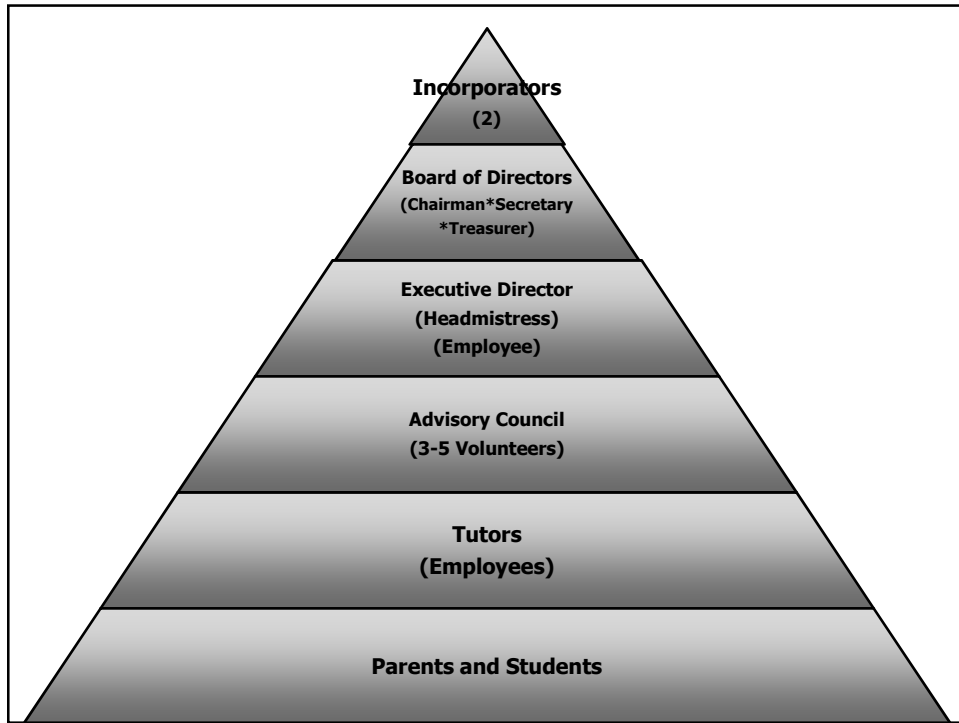 Incorporators
(2)
Board of Directors
(Chairman*Secretary
*Treasurer)
Executive Director
(Headmistress)
(Employee)
Advisory Council
(3-5 Volunteers)
Tutors
(Employees)
Parents and Students